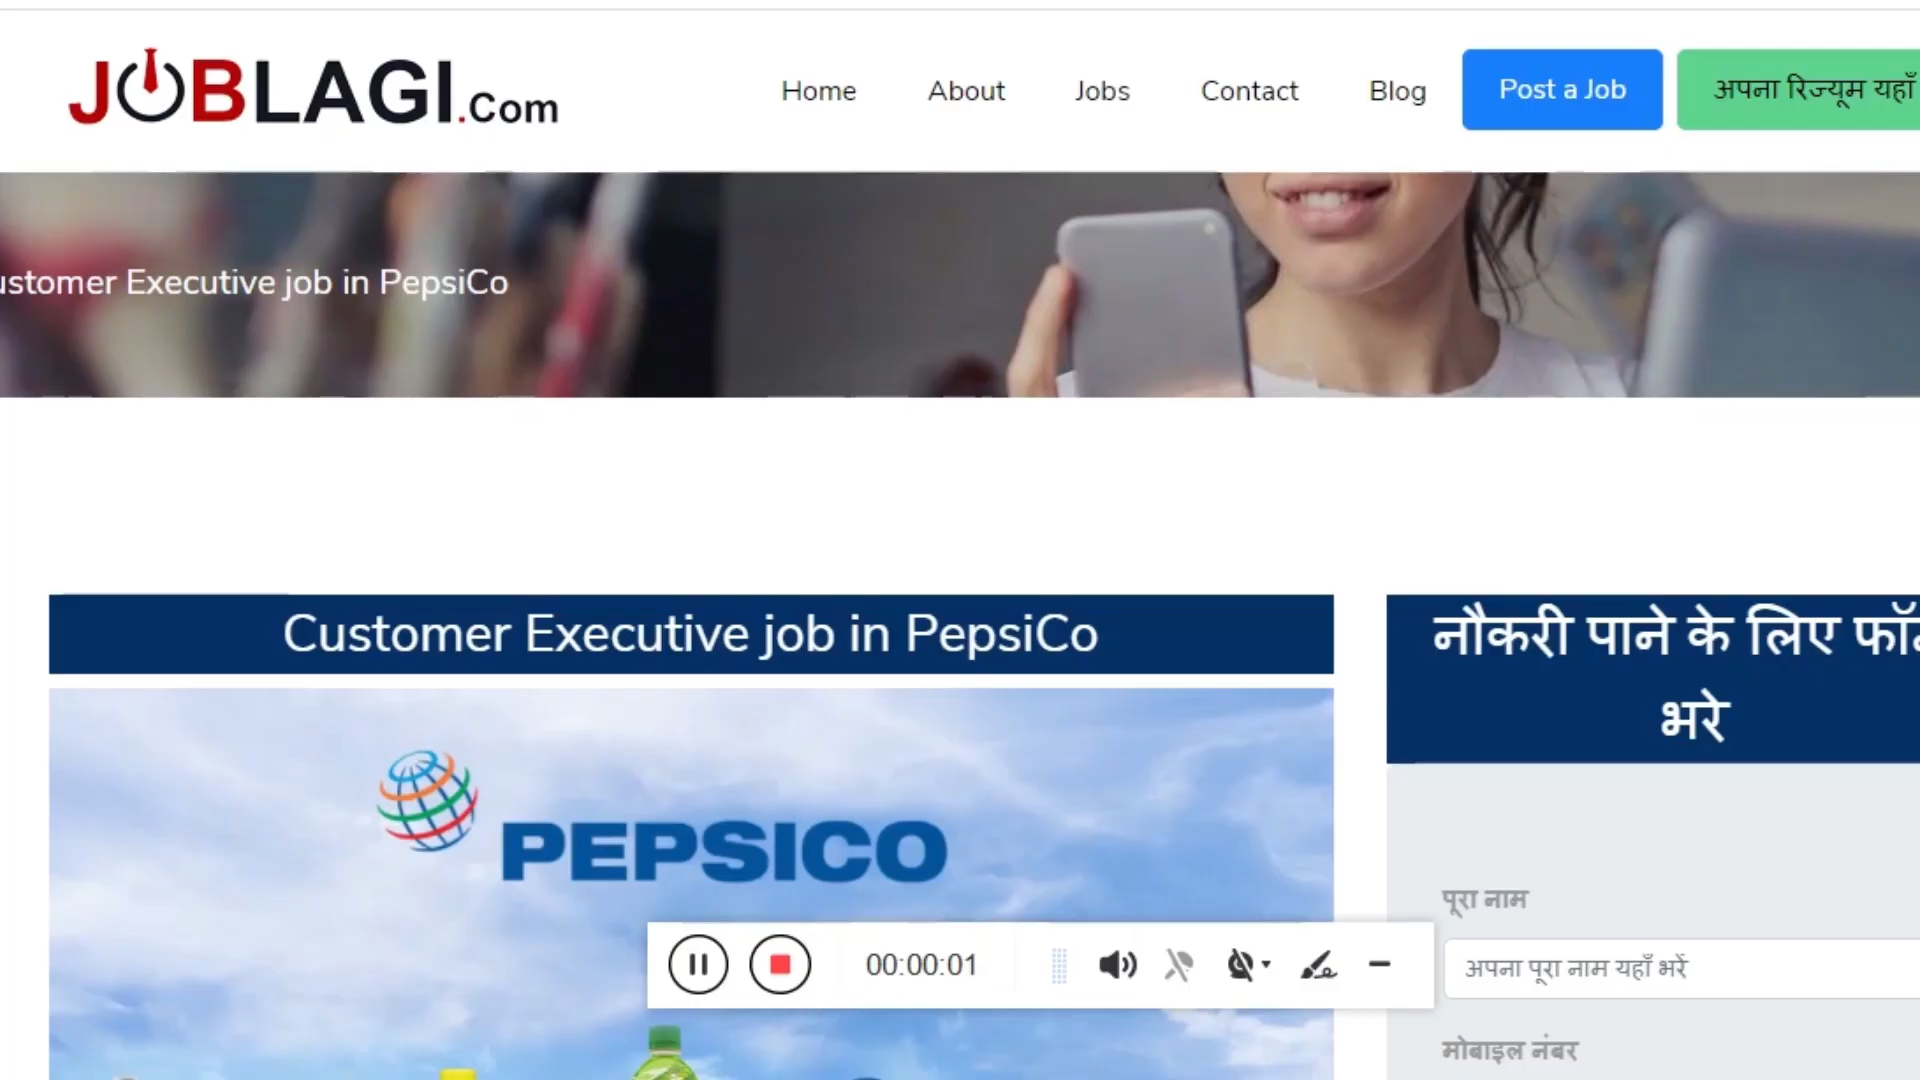 JOBLAGI.Com
Home About Jobs Contact Blog Post a Job अपना रिज्यूम यहाँ
Customer Executive job in PepsiCo
Customer Executive job in PepsiCo
नौकरी पाने के लिए
भरे
PEPSICO
पूरा नाम
00:00:01
अपना पूरा नाम यहाँ भरें
मोबाइल नंबर